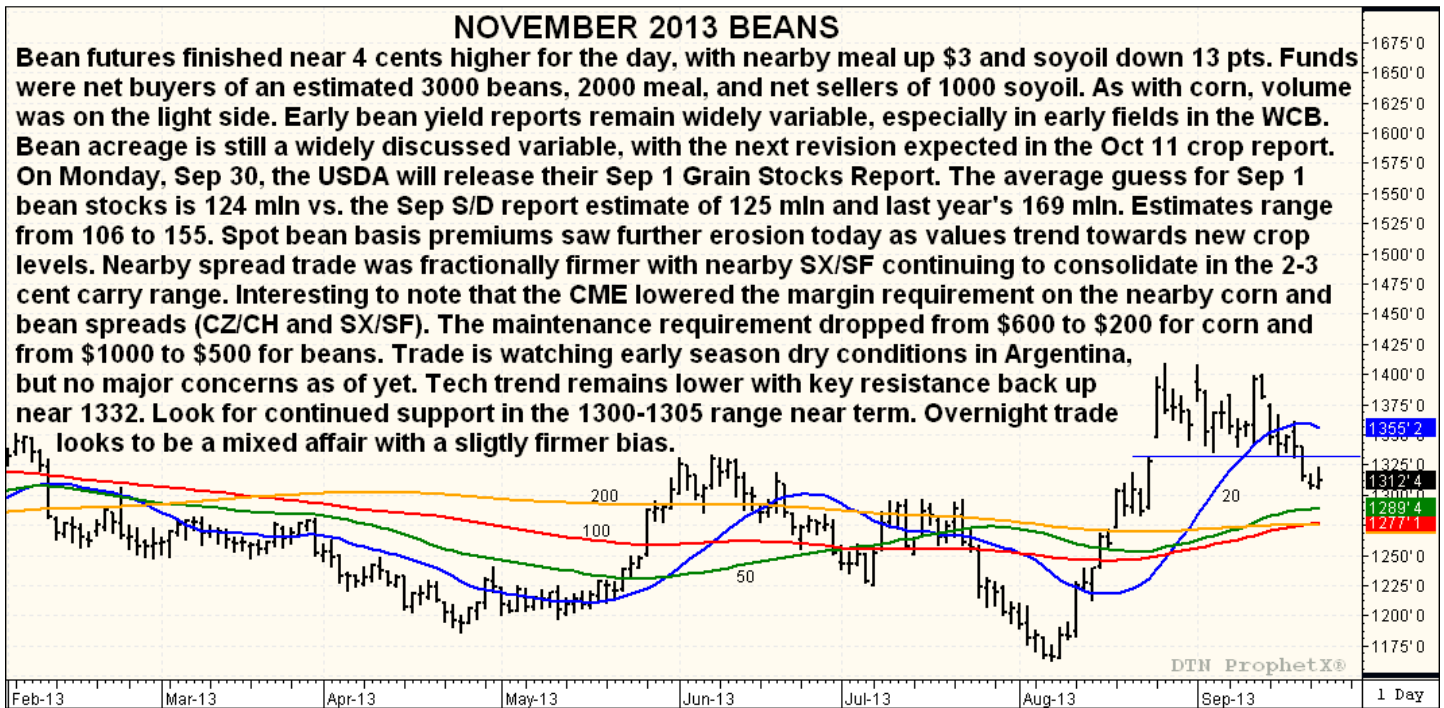 NOVEMBER 2013 BEANS
Bean futures finished near 4 cents higher for the day, with nearby meal up $3 and soyoil down 13 pts. Funds
were net buyers of an estimated 3000 beans, 2000 meal, and net sellers of 1000 soyoil. As with corn, volume
was on the light side. Early bean yield reports remain widely variable, especially in early fields in the WCB.
Bean acreage is still a widely discussed variable, with the next revision expected in the Oct 11 crop report.
On Monday, Sep 30, the USDA will release their Sep 1 Grain Stocks Report. The average guess for Sep 1
bean stocks is 124 mln vs. the Sep S/D report estimate of 125 mln and last year's 169 mln. Estimates range
from 106 to 155. Spot bean basis premiums saw further erosion today as values trend towards new crop
levels. Nearby spread trade was fractionally firmer with nearby SX/SF continuing to consolidate in the 2-3
cent carry range. Interesting to note that the CME lowered the margin requirement on the nearby corn and
bean spreads (CZ/CH and SX/SF). The maintenance requirement dropped from $600 to $200 for corn and
from $1000 to $500 for beans. Trade is watching early season dry conditions in Argentina,
but no major concerns as of yet. Tech trend remains lower with key resistance back up
near 1332. Look for continued support in the 1300-1305 range near term. Overnight trade
looks to be a mixed affair with a sligtly firmer bias.
1675'0
1650'0
1625'0
1600'0
1575'0
1550'0
1525'0
1500'0
1475'0
1450'0
1425'0
1400'0
1375'0
1355'2
1325'0
1312'4
1289'4
1277'1
1250'0
1225'0
1200'0
1175'0
200
100
50
20
DTN ProphetX®
Feb-13 Mar-13 Apr-13 May-13 Jun-13 Jul-13 Aug-13 Sep-13 1 Day